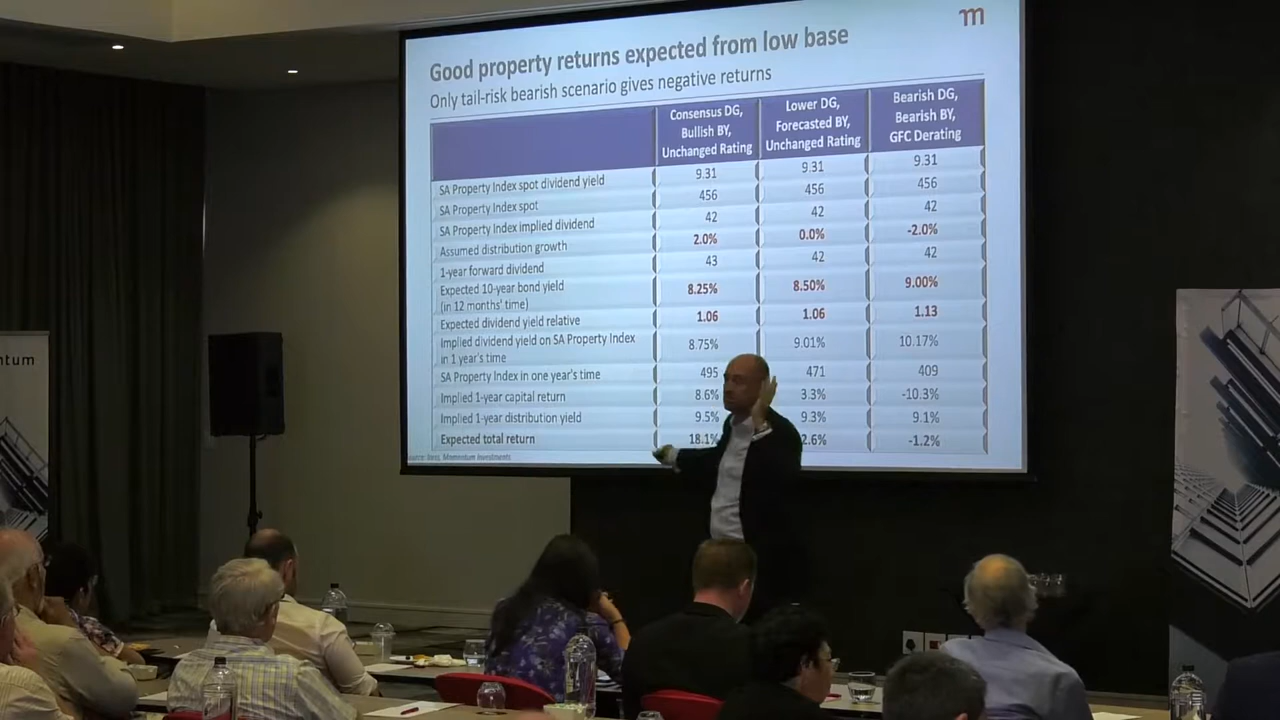 m
Good property returns expected from low base
Only tail-risk bearish scenario gives negative returns
Consensus DG, Bullish BY, Unchanged Rating
Lower DG, Forecasted BY, Unchanged Rating
Bearish DG, Bearish BY, GFC Derating
SA Property Index spot dividend yield 9.31 9.31 9.31
SA Property Index spot 456 456 456
SA Property Index implied dividend 42 42 42
Assumed distribution growth 2.0% 0.0% -2.0%
1-year forward dividend 43 42 42
Expected 10-year bond yield
(in 12 months' time) 8.25% 8.50% 9.00%
Expected dividend yield relative 1.06 1.06 1.13
Implied dividend yield on SA Property Index
in 1 year's time 8.75% 9.01% 10.17%
SA Property Index in one year's time 495 471 409
Implied 1-year capital return 8.6% 3.3% -10.3%
Implied 1-year distribution yield 9.5% 9.3% 9.1%
Expected total return 18.1% 2.6% -1.2%
Momentum Investments
ntum